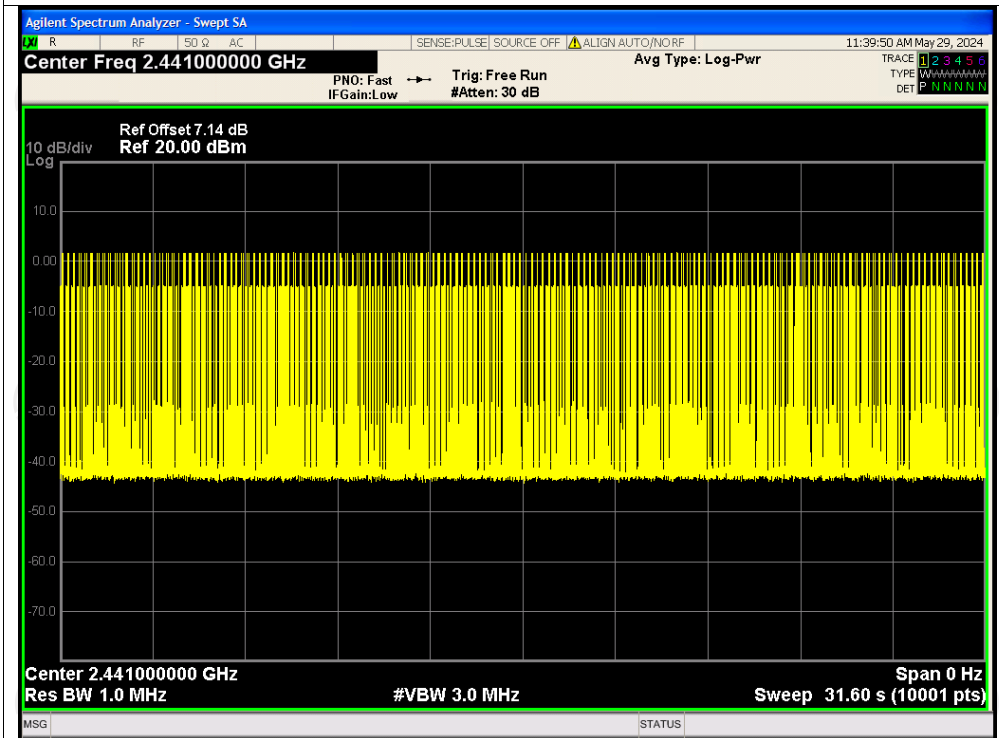 Agilent Spectrum Analyzer - Swept SA
LXI R RF 50 Ω AC SENSE:PULSE SOURCE OFF ALIGN AUTO/NO RF 11:39:50 AM May 29, 2024
Center Freq 2.441000000 GHz Avg Type: Log-Pwr TRACE 1 2 3 4 5 6
PNO: Fast Trig: Free Run TYPE W
IFGain:Low #Atten: 30 dB DET P N N N N N
Ref Offset 7.14 dB
10 dB/div Ref 20.00 dBm
Log
10.0
0.00
-10.0
-20.0
-30.0
-40.0
-50.0
-60.0
-70.0
Center 2.441000000 GHz Span 0 Hz
Res BW 1.0 MHz #VBW 3.0 MHz Sweep 31.60 s (10001 pts)
MSG STATUS